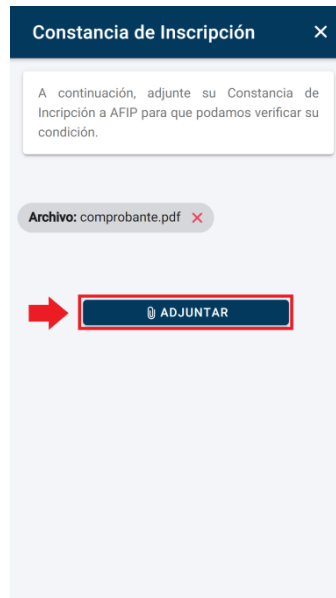 Constancia de Inscripción
A continuación, adjunte su Constancia de
Incripción a AFIP para que podamos verificar su
condición.
Archivo: comprobante.pdf
ADJUNTAR